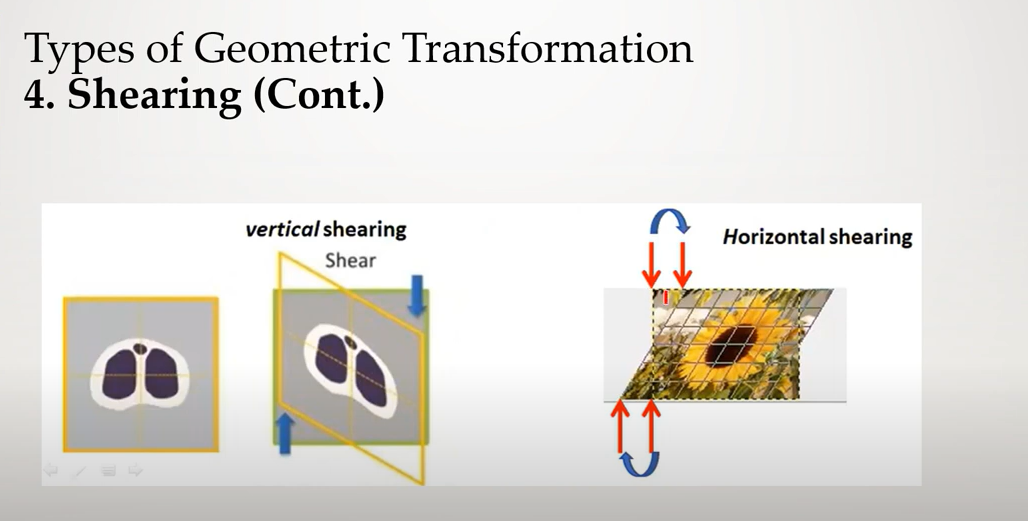 Types of Geometric Transformation
4. Shearing (Cont.)
vertical shearing
Shear
Horizontal shearing